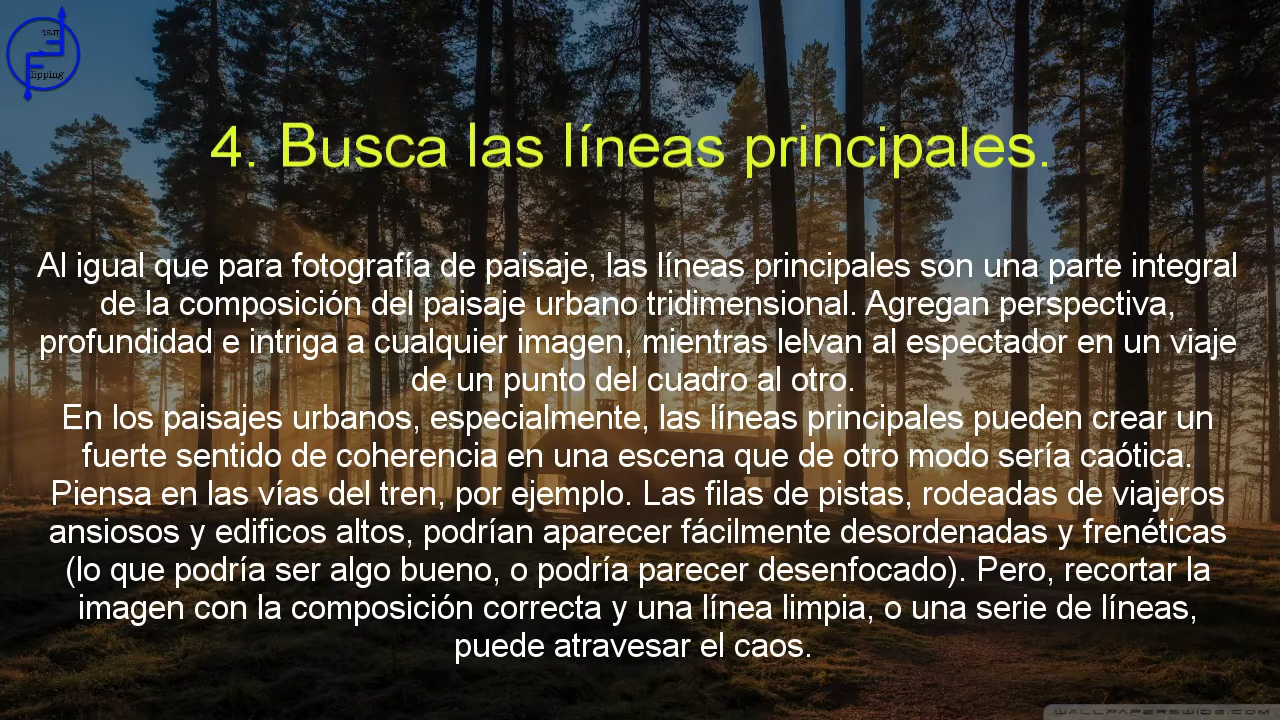 tsrı
lipping
4. Busca las líneas principales.
Al igual que para fotografía de paisaje, las líneas principales son una parte integral
de la composición del paisaje urbano tridimensional. Agregan perspectiva,
profundidad e intriga a cualquier imagen, mientras lelvan al espectador en un viaje
de un punto del cuadro al otro.
En los paisajes urbanos, especialmente, las líneas principales pueden crear un
fuerte sentido de coherencia en una escena que de otro modo sería caótica.
Piensa en las vías del tren, por ejemplo. Las filas de pistas, rodeadas de viajeros
ansiosos y edificos altos, podrían aparecer fácilmente desordenadas y frenéticas
(lo que podría ser algo bueno, o podría parecer desenfocado). Pero, recortar la
imagen con la composición correcta y una línea limpia, o una serie de líneas,
puede atravesar el caos.
WALLPAPERSWIDE.COM